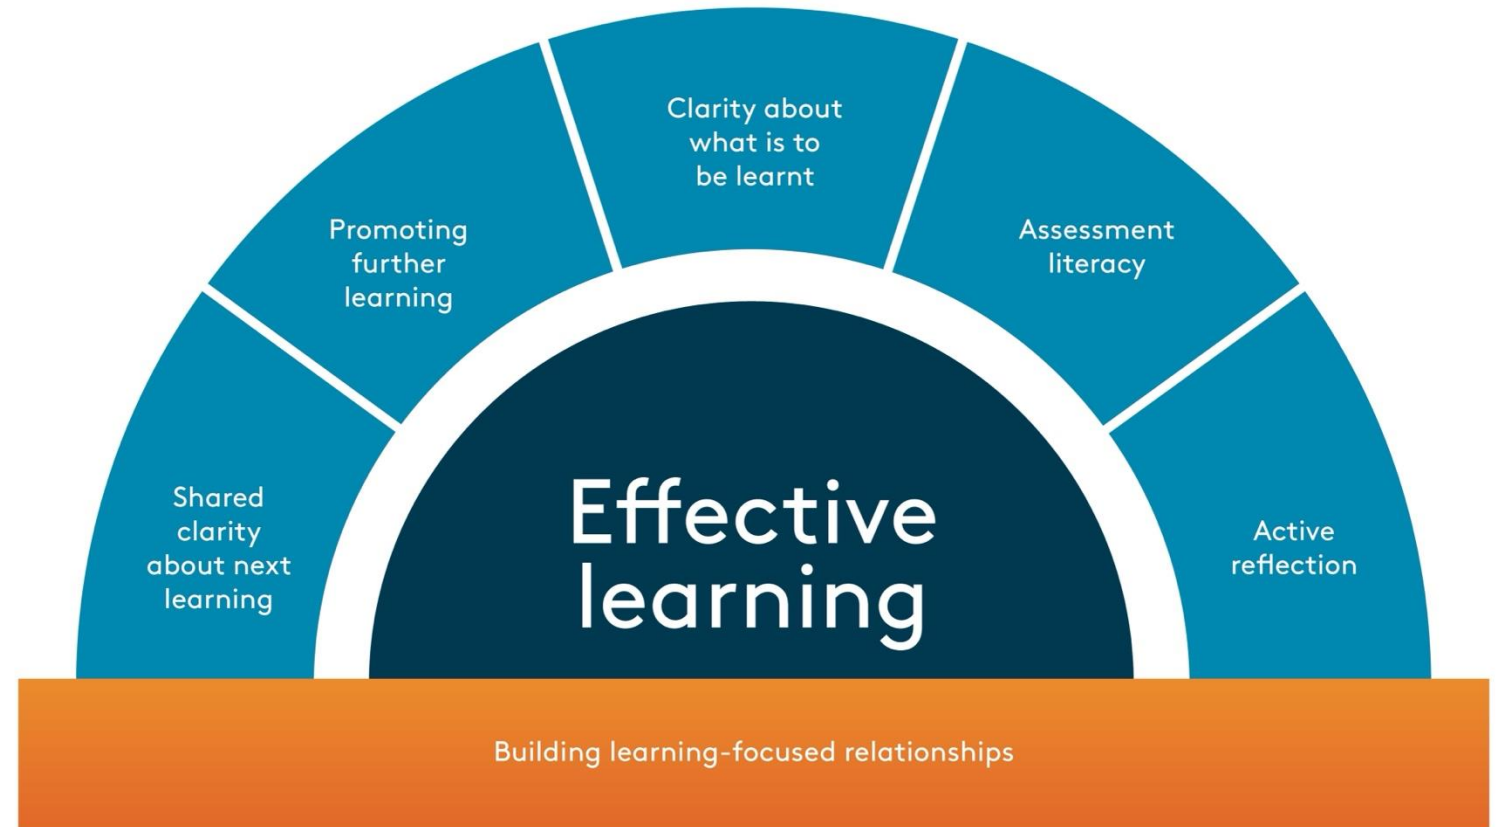 Clarity about
what is to
be learnt
Promoting
further
learning
Assessment
literacy
Shared
clarity
about next
learning
Active
reflection
Effective
learning
Building learning-focused relationships